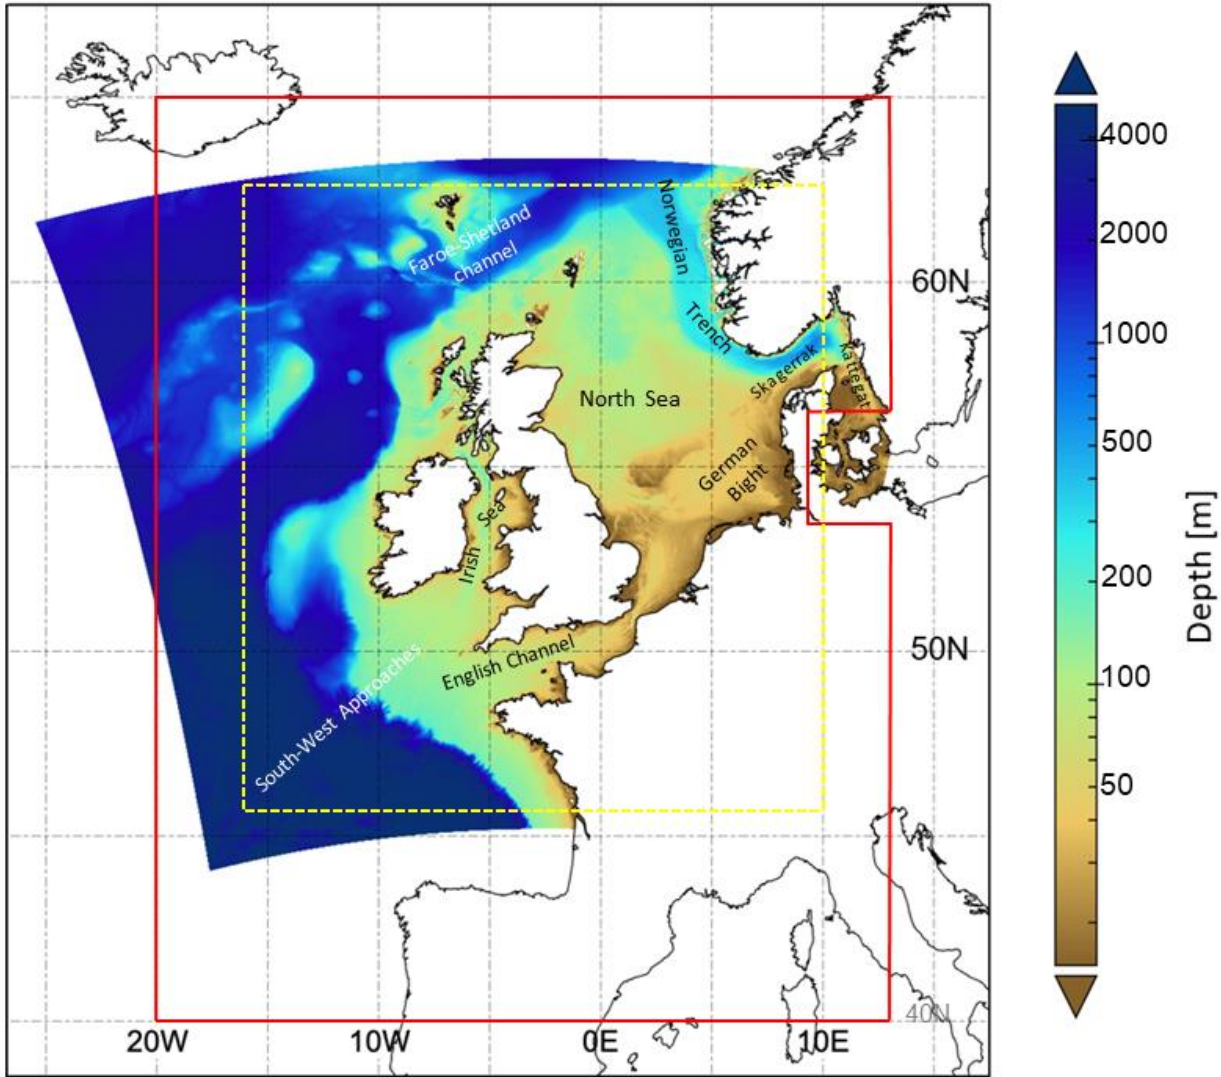 Norwegian
Trench
Faroe-Shetland
channel
60N
Skagerrak
Kattegat
North Sea
German
Bight
Irish
Sea
50N
English Channel
South-West Approaches
40N
20W
10W
0E
10E
4000
2000
1000
500
200
100
50
Depth [m]